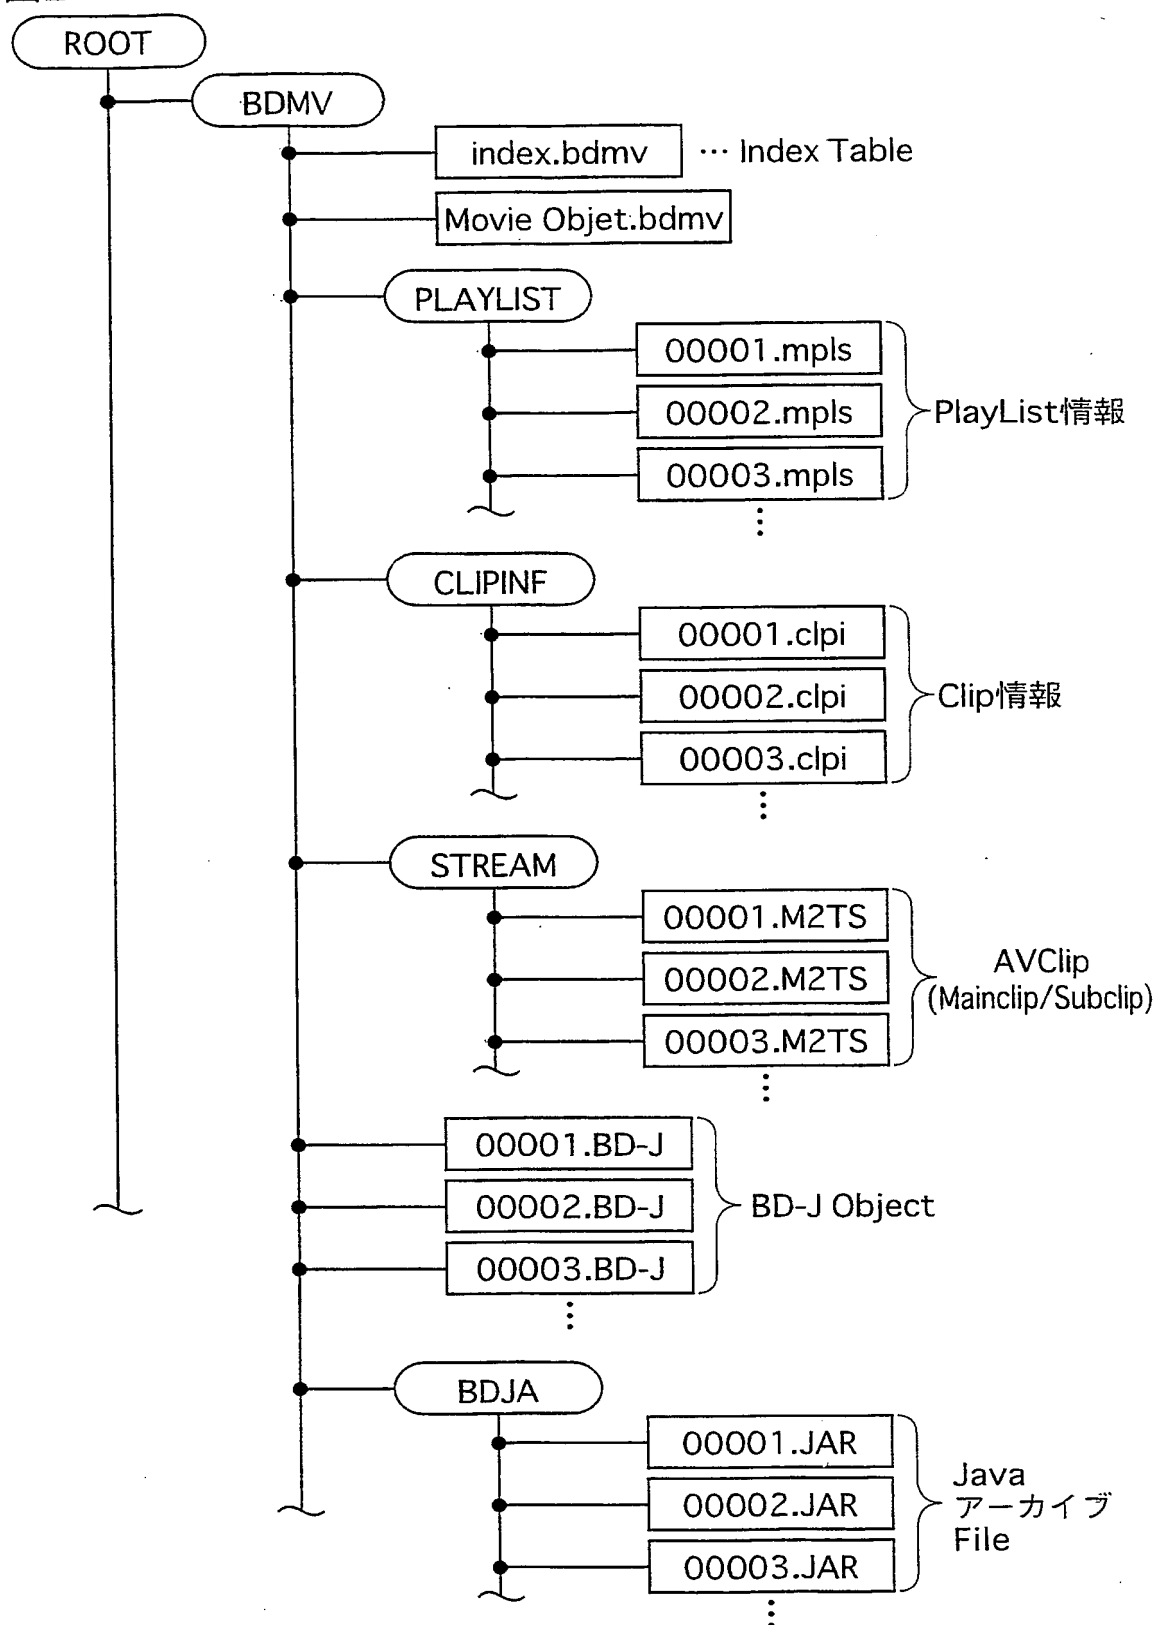 ROOT
BDMV
index.bdmv ··· Index Table
Movie Objet.bdmv
PLAYLIST
00001.mpls
00002.mpls
00003.mpls
PlayList情報
CLIPINF
00001.clpi
00002.clpi
00003.clpi
Clip情報
STREAM
00001.M2TS
00002.M2TS
00003.M2TS
AVClip
(Mainclip/Subclip)
00001.BD-J
00002.BD-J
00003.BD-J
BD-J Object
BDJA
00001.JAR
00002.JAR
00003.JAR
Java
アーカイブ
File